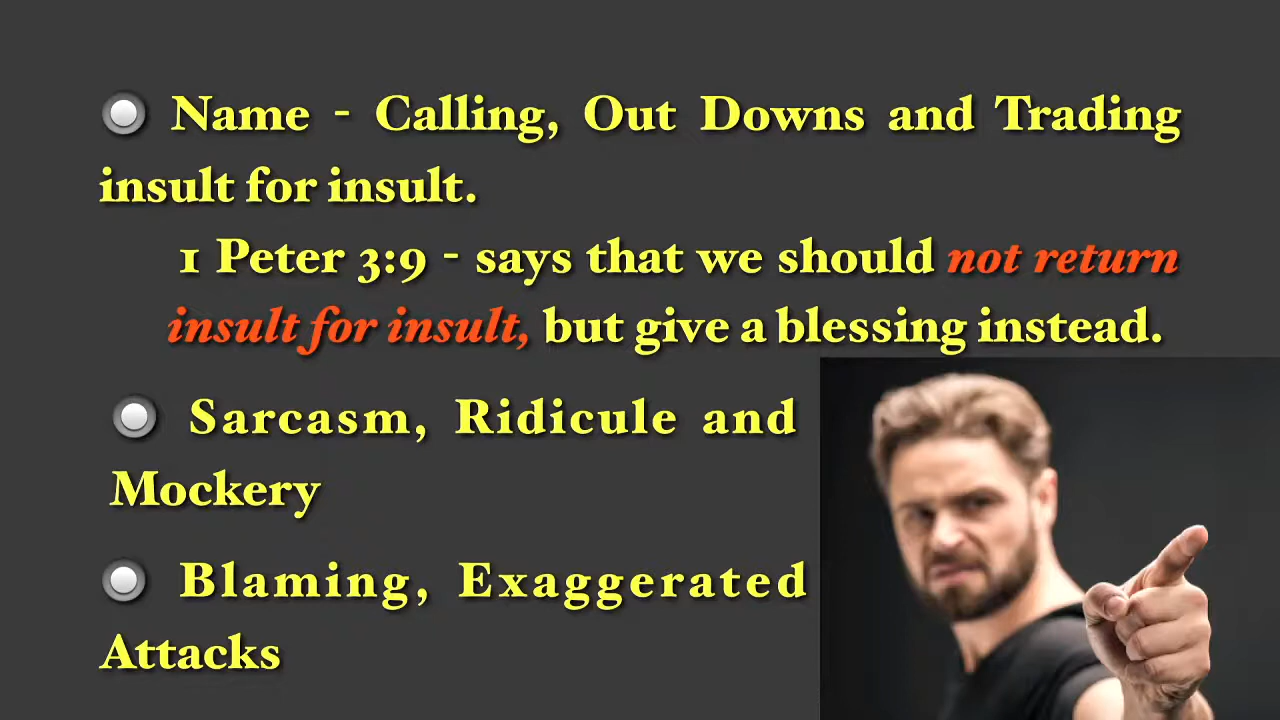 Name - Calling, Out Downs and Trading
insult for insult.
1 Peter 3:9 - says that we should not return
insult for insult, but give a blessing instead.
Sarcasm, Ridicule and
Mockery
Blaming, Exaggerated
Attacks